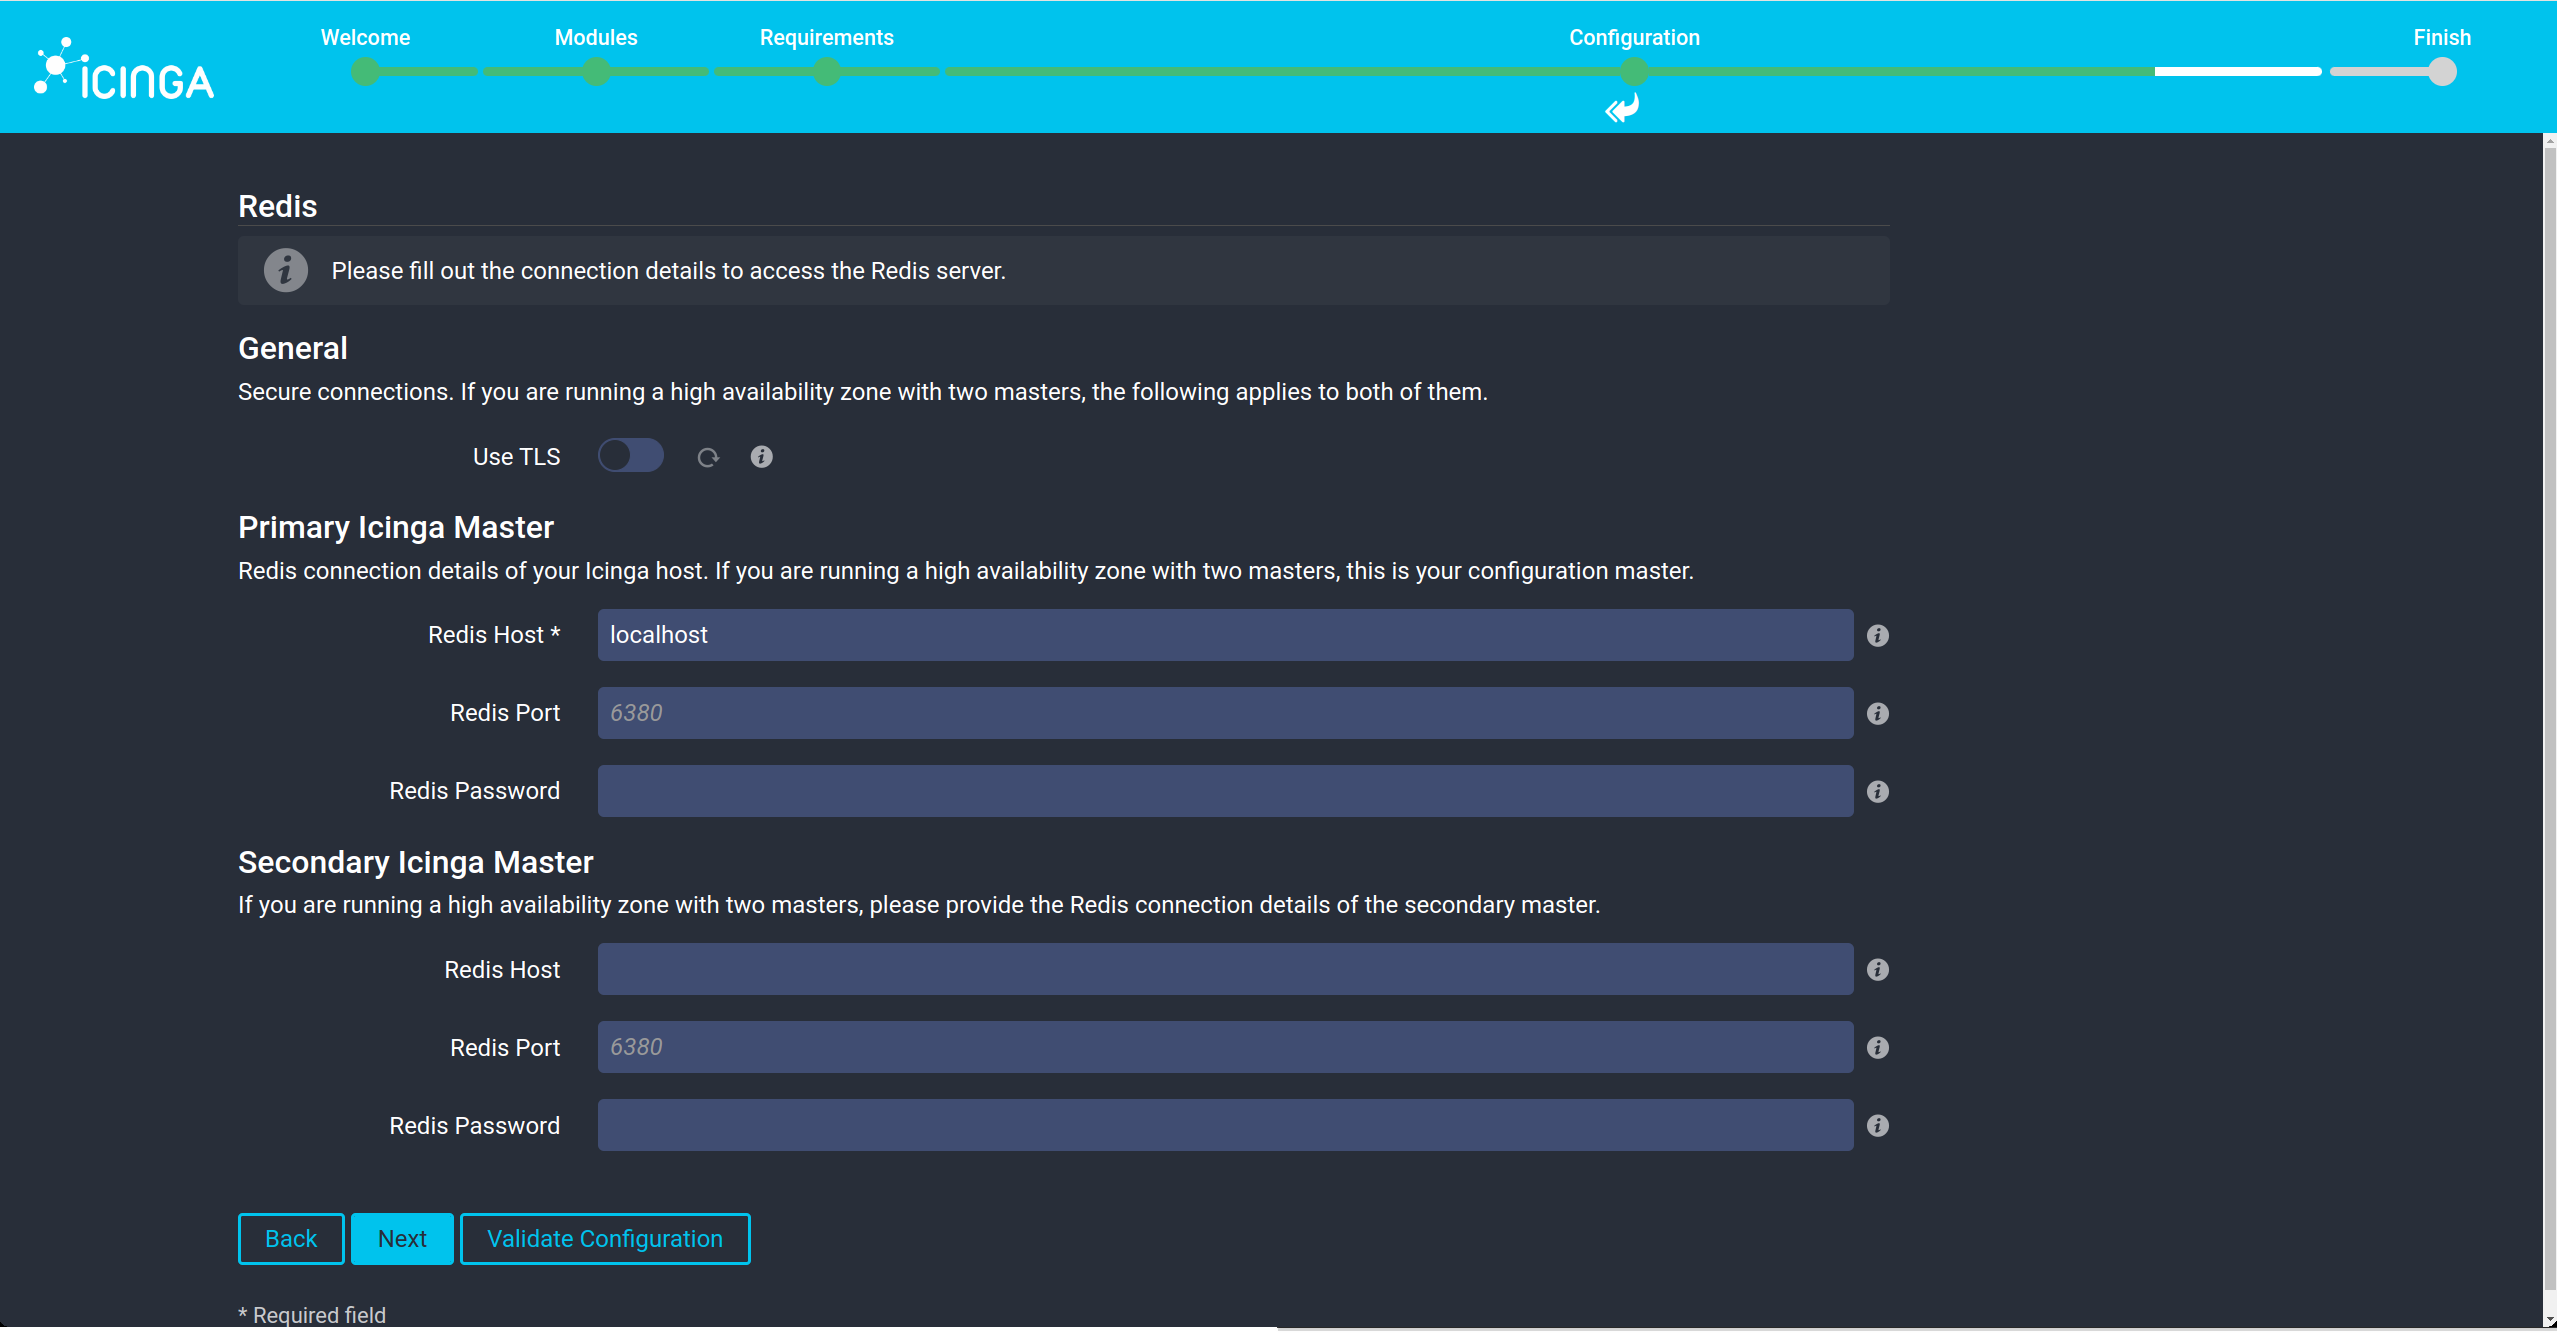 Welcome
Modules
Requirements
Configuration
Finish
ICINGA
Redis
Please fill out the connection details to access the Redis server.
General
Secure connections. If you are running a high availability zone with two masters, the following applies to both of them.
Use TLS
Primary Icinga Master
Redis connection details of your Icinga host. If you are running a high availability zone with two masters, this is your configuration master.
Redis Host * localhost
Redis Port 6380
Redis Password
Secondary Icinga Master
If you are running a high availability zone with two masters, please provide the Redis connection details of the secondary master.
Redis Host
Redis Port 6380
Redis Password
Back Next Validate Configuration
* Required field